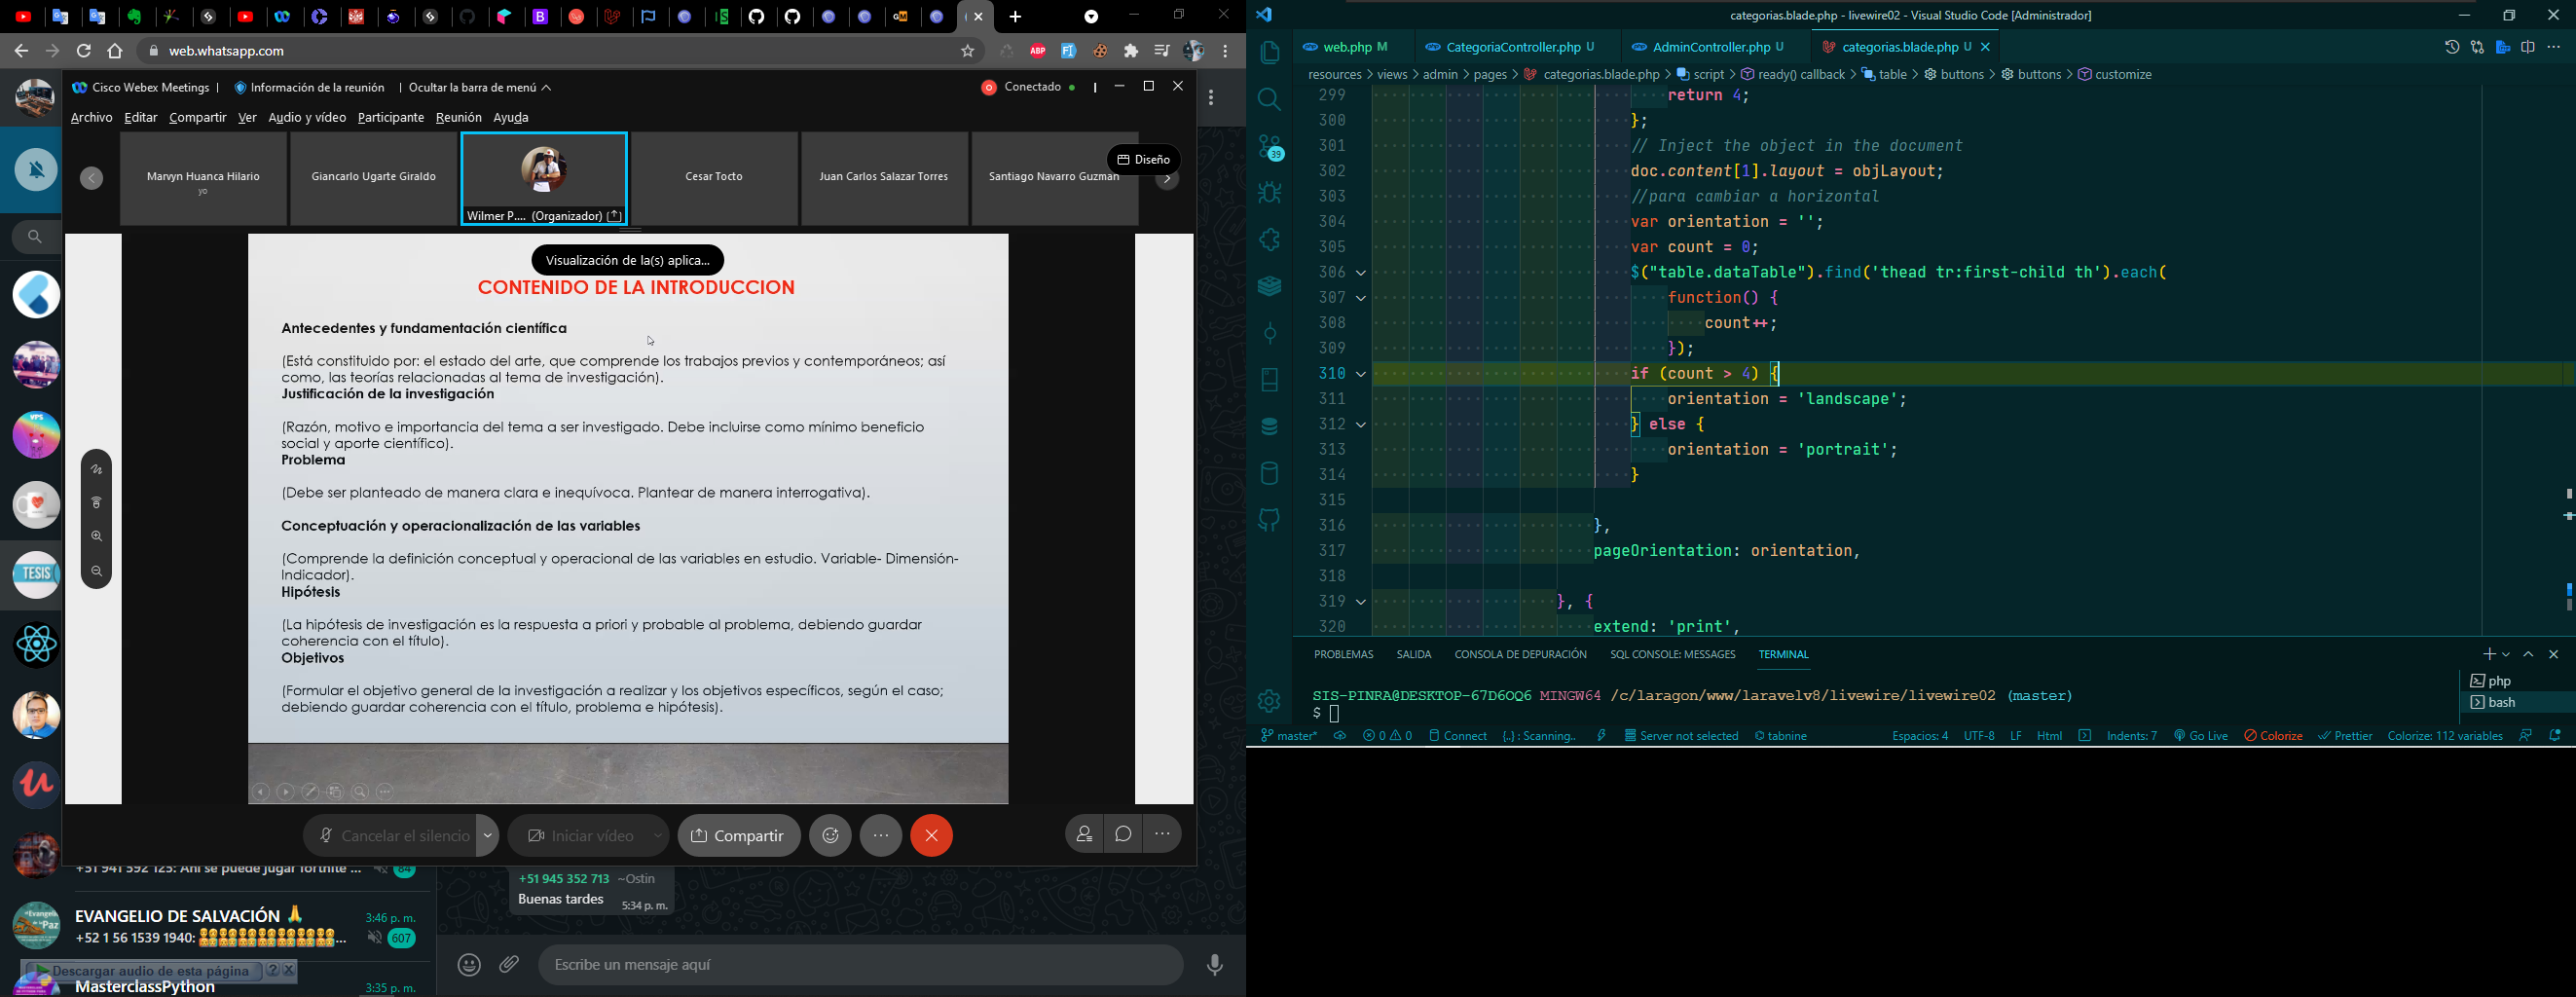 web.whatsapp.com
Cisco Webex Meetings | Información de la reunión | Ocultar la barra de menú
Conectado
Archivo Editar Compartir Ver Audio y vídeo Participante Reunión Ayuda
Marvyn Huanca Hilario
yo
Giancarlo Ugarte Giraldo
Wilmer P.... (Organizador)
Cesar Tocto
Juan Carlos Salazar Torres
Santiago Navarro Guzmán
Diseño
Visualización de la(s) aplica...
CONTENIDO DE LA INTRODUCCION
Antecedentes y fundamentación científica
(Está constituido por: el estado del arte, que comprende los trabajos previos y contemporáneos; así
como, las teorías relacionadas al tema de investigación).
Justificación de la investigación
(Razón, motivo e importancia del tema a ser investigado. Debe incluirse como mínimo beneficio
social y aporte científico).
Problema
(Debe ser planteado de manera clara e inequívoca. Plantear de manera interrogativa).
Conceptuación y operacionalización de las variables
(Comprende la definición conceptual y operacional de las variables en estudio. Variable- Dimensión-
Indicador).
Hipótesis
(La hipótesis de investigación es la respuesta a priori y probable al problema, debiendo guardar
coherencia con el título).
Objetivos
(Formular el objetivo general de la investigación a realizar y los objetivos específicos, según el caso;
debiendo guardar coherencia con el título, problema e hipótesis).
VPS
TESIS
Cancelar el silencio
Iniciar vídeo
Compartir
+51 941 592 125: Ahí se puede jugar fortnite ... 84
EVANGELIO DE SALVACIÓN 🙏 3:46 p. m.
+52 1 56 1539 1940: ... 607
Descargar audio de esta página ? X
MasterclassPython 3:35 p. m.
+51 945 352 713 ~Ostin
Buenas tardes 5:34 p. m.
Escribe un mensaje aquí
categorias.blade.php - livewire02 - Visual Studio Code [Administrador]
web.php M
CategoriaController.php U
AdminController.php U
categorias.blade.php U
resources > views > admin > pages > categorias.blade.php > script > ready() callback > table > buttons > buttons > customize
39
299 return 4;
300 };
301 // Inject the object in the document
302 doc.content[1].layout = objLayout;
303 //para cambiar a horizontal
304 var orientation = '';
305 var count = 0;
306 $("table.dataTable").find('thead tr:first-child th').each(
307 function() {
308 count++;
309 });
310 if (count > 4) {
311 orientation = 'landscape';
312 } else {
313 orientation = 'portrait';
314 }
315
316 },
317 pageOrientation: orientation,
318
319 }, {
320 extend: 'print',
PROBLEMAS SALIDA CONSOLA DE DEPURACIÓN SQL CONSOLE: MESSAGES TERMINAL
SIS-PINRA@DESKTOP-67D6OQ6 MINGW64 /c/laragon/www/laravelv8/livewire/livewire02 (master)
$
php
bash
master* 0 0 Connect {..} : Scanning.. Server not selected tabnine
Espacios: 4 UTF-8 LF Html Indents: 7 Go Live Colorize Prettier Colorize: 112 variables